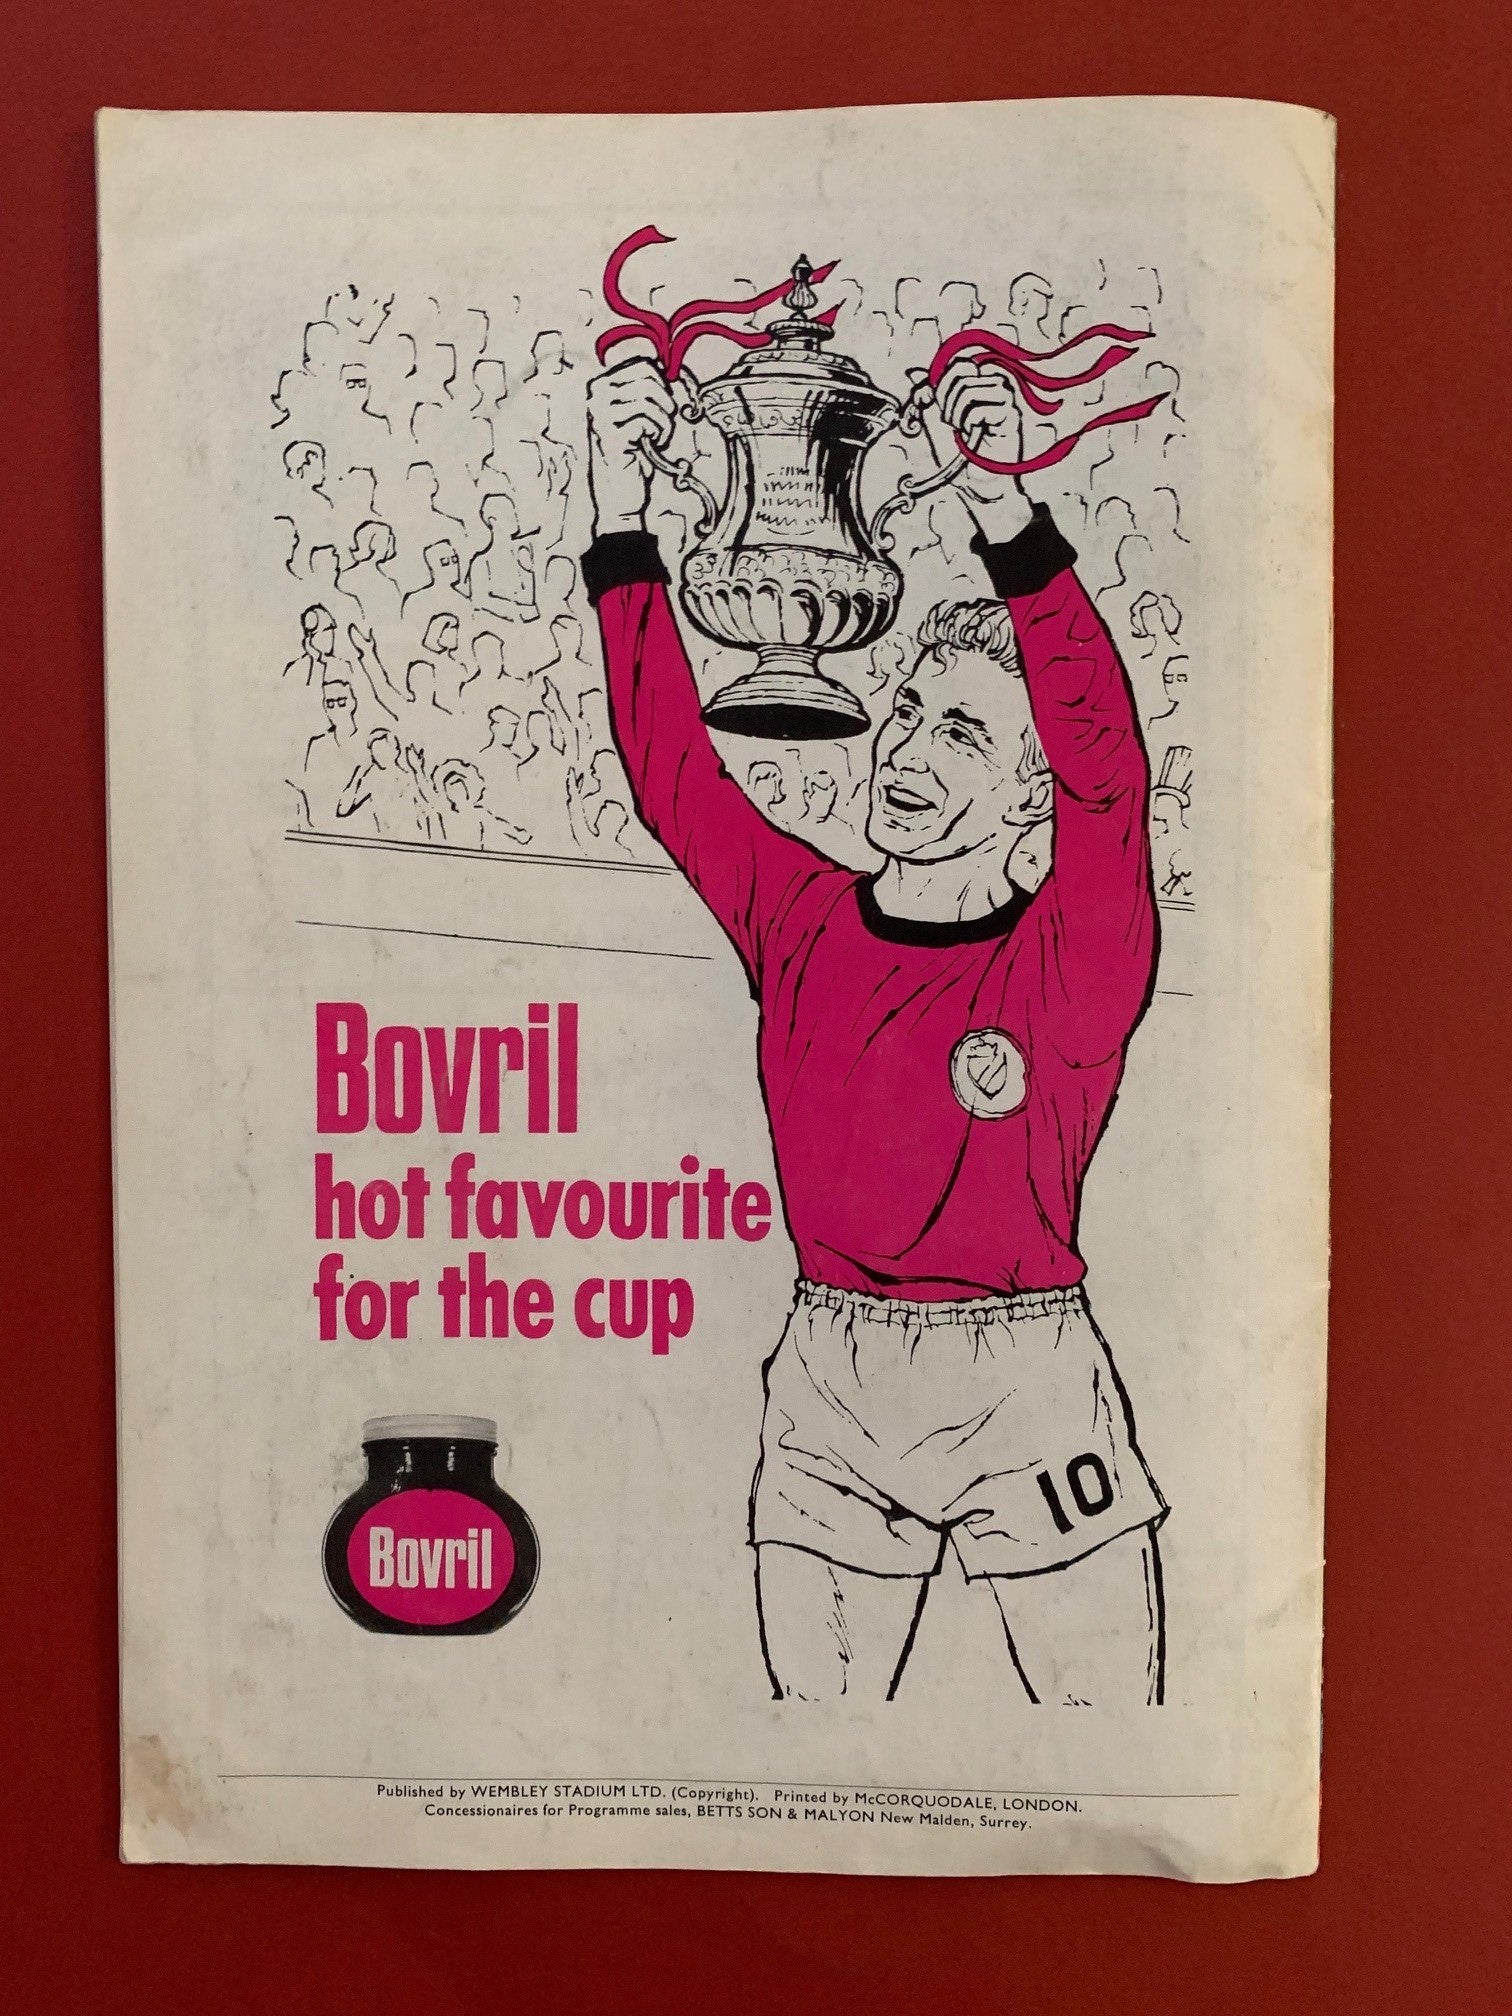 Bovril
hot favourite
for the cup
Bovril
10
Published by WEMBLEY STADIUM LTD. (Copyright). Printed by McCORQUODALE, LONDON.
Concessionaires for Programme sales, BETTS SON & MALYON New Malden, Surrey.